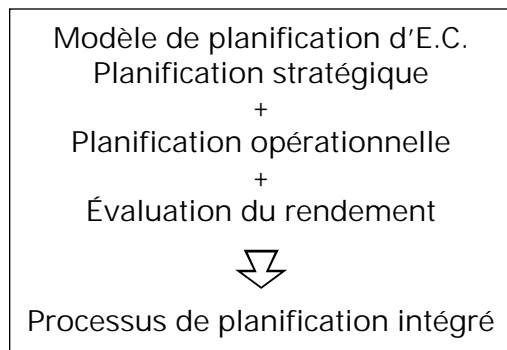 Modèle de planification d’E.C.
Planification stratégique
+
Planification opérationnelle
+
Évaluation du rendement
Processus de planification intégré